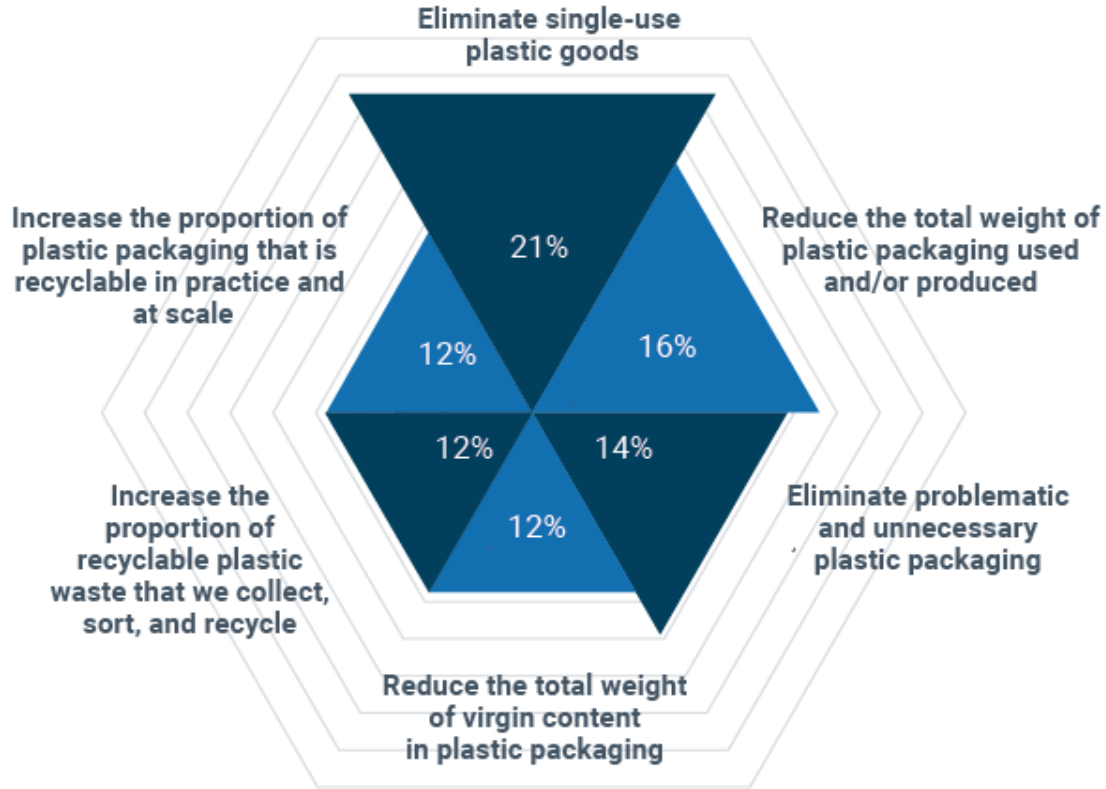 Eliminate single-use
plastic goods
21%
Reduce the total weight of
plastic packaging used
and/or produced
16%
Eliminate problematic
and unnecessary
plastic packaging
14%
Reduce the total weight
of virgin content
in plastic packaging
12%
Increase the
proportion of
recyclable plastic
waste that we collect,
sort, and recycle
12%
Increase the proportion of
plastic packaging that is
recyclable in practice and
at scale
12%